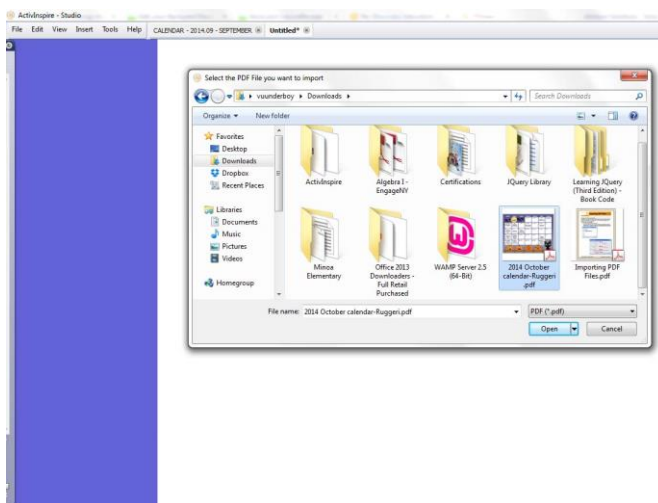 ActivInspire - Studio
File Edit View Insert Tools Help CALENDAR - 2014.09 - SEPTEMBER Untitled*
Select the PDF File you want to import
vuunderboy Downloads Search Downloads
Organize New folder
Favorites
Desktop
Downloads
Dropbox
Recent Places
Libraries
Documents
Music
Pictures
Videos
Homegroup
ActivInspire
Algebra I -
EngageNY
Certifications
JQuery Library
Learning JQuery
(Third Edition) -
Book Code
Minoa
Elementary
Office 2013
Downloaders -
Full Retail
Purchased
WAMP Server 2.5
(64-Bit)
2014 October
calendar-Ruggeri
.pdf
Importing PDF
Files.pdf
File name: 2014 October calendar-Ruggeri.pdf PDF (*.pdf)
Open Cancel